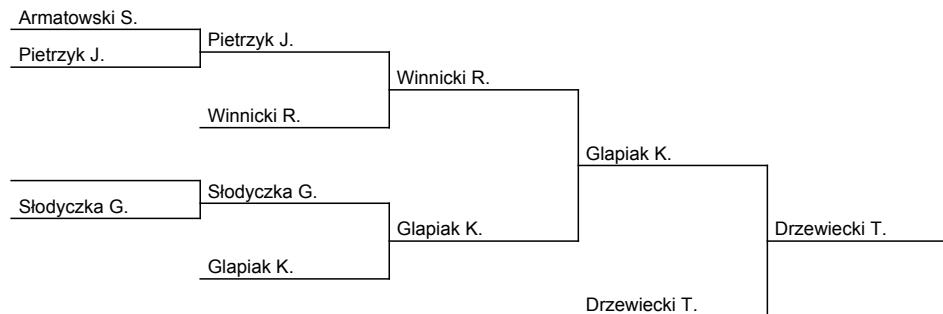 Armatowski S.
Pietrzyk J.
Pietrzyk J.
Winnicki R.
Winnicki R.
Glapiak K.
Słodyczka G.
Słodyczka G.
Glapiak K.
Drzewiecki T.
Glapiak K.
Drzewiecki T.